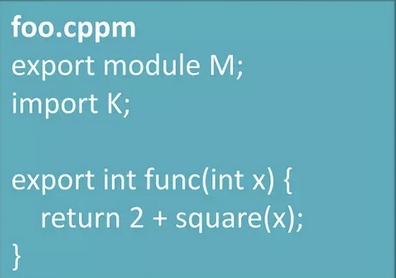 foo.cppm
export module M;
import K;
export int func(int x) {
return 2 + square(x);
}